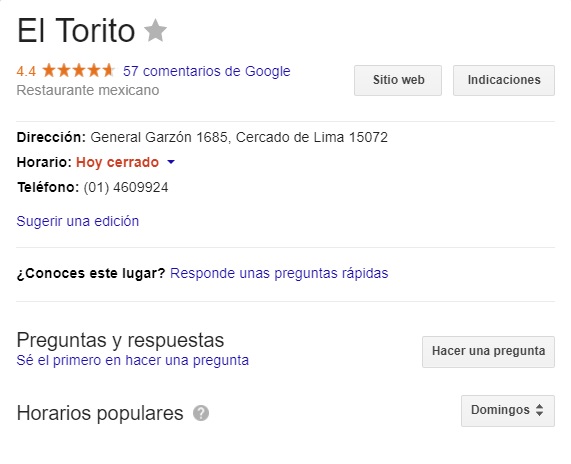 El Torito
4.4 57 comentarios de Google
Restaurante mexicano
Sitio web
Indicaciones
Dirección: General Garzón 1685, Cercado de Lima 15072
Horario: Hoy cerrado
Teléfono: (01) 4609924
Sugerir una edición
¿Conoces este lugar? Responde unas preguntas rápidas
Preguntas y respuestas
Sé el primero en hacer una pregunta
Hacer una pregunta
Horarios populares ?
Domingos